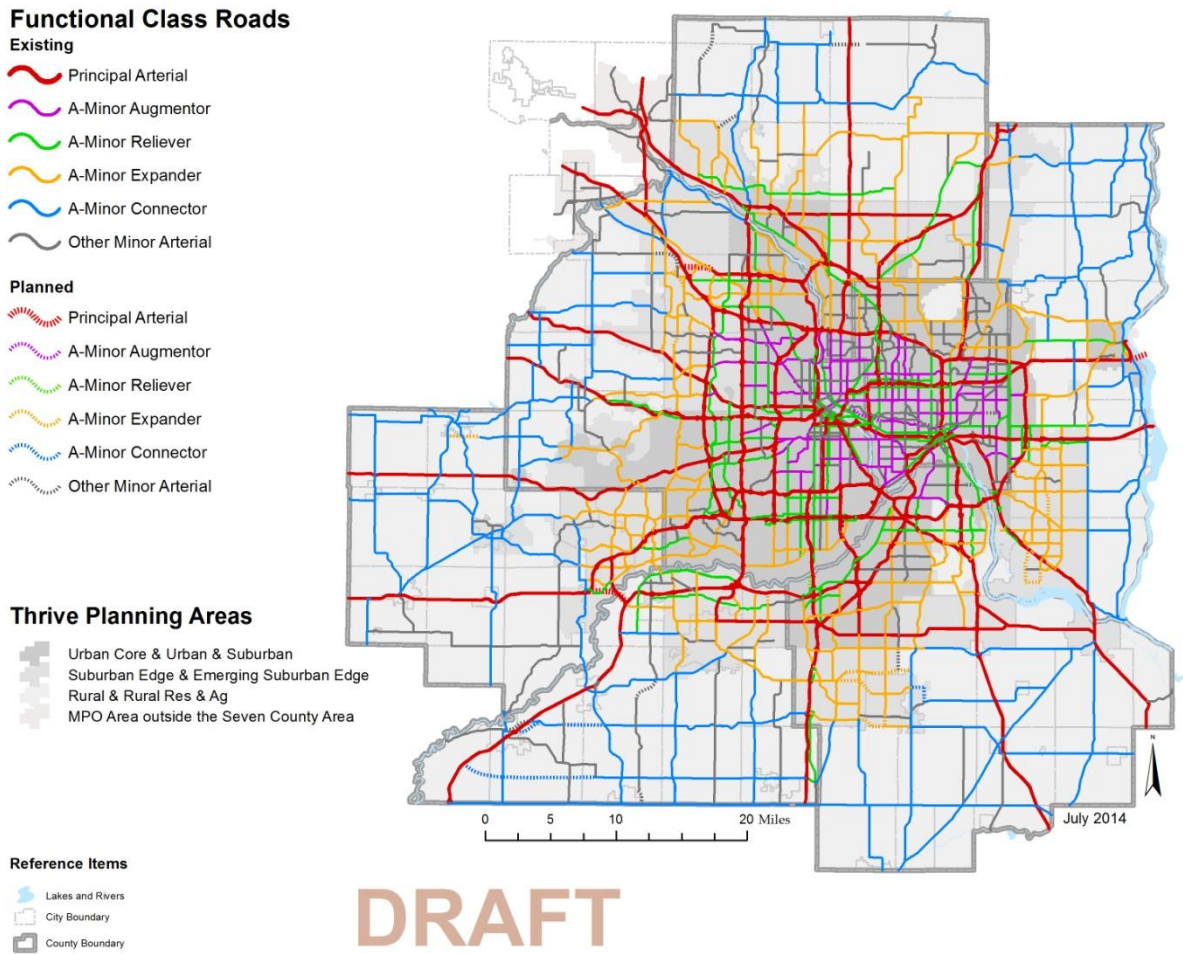 Functional Class Roads
Existing
Principal Arterial
A-Minor Augmentor
A-Minor Reliever
A-Minor Expander
A-Minor Connector
Other Minor Arterial
Planned
Principal Arterial
A-Minor Augmentor
A-Minor Reliever
A-Minor Expander
A-Minor Connector
Other Minor Arterial
Thrive Planning Areas
Urban Core & Urban & Suburban
Suburban Edge & Emerging Suburban Edge
Rural & Rural Res & Ag
MPO Area outside the Seven County Area
N
July 2014
0 5 10 20 Miles
Reference Items
Lakes and Rivers
City Boundary
County Boundary
DRAFT